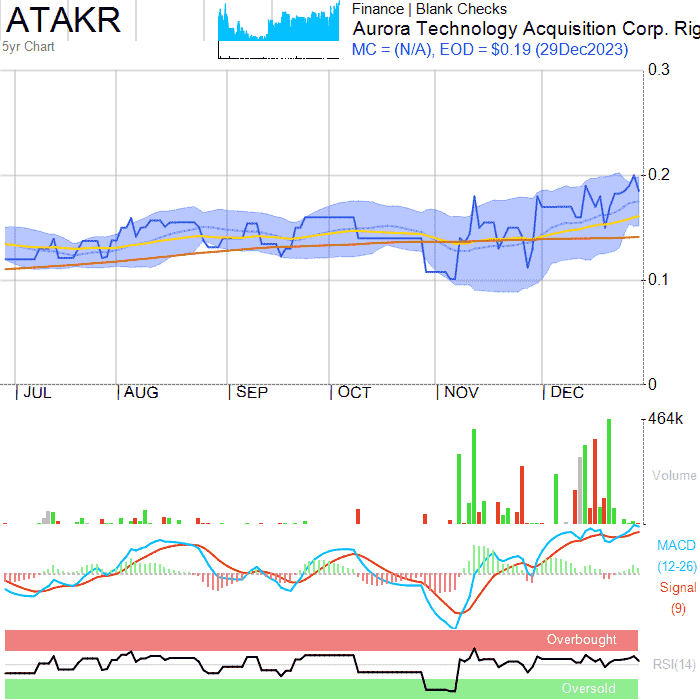 ATAKR
5yr Chart
Finance | Blank Checks
Aurora Technology Acquisition Corp. Rig
MC = (N/A), EOD = $0.19 (29Dec2023)
0.3
0.2
0.1
0
JUL AUG SEP OCT NOV DEC
464k
Volume
MACD
(12-26)
Signal
(9)
Overbought
RSI(14)
Oversold